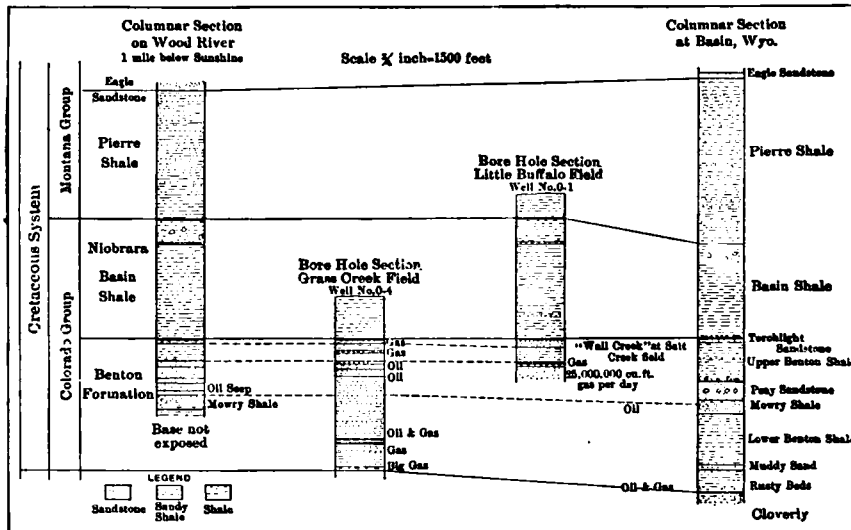 Columnar Section
on Wood River
1 mile below Sunshine
Scale ¾ inch=1500 feet
Columnar Section
at Basin, Wyo.
Cretaceous System
Montana Group
Colorado Group
Eagle
Sandstone
Pierre
Shale
Niobrara
Basin
Shale
Benton
Formation
Oil Seep
Mowry Shale
Base not
exposed
Bore Hole Section
Grass Creek Field
Well No.0-4
Gas
Gas
Oil
Oil
Oil & Gas
Gas
Big Gas
Bore Hole Section
Little Buffalo Field
Well No.0-1
"Wall Creek" at Salt
Creek field
Gas
25,000,000 cu.ft.
gas per day
Oil
Oil & Gas
Eagle Sandstone
Pierre Shale
Basin Shale
Torchlight
Sandstone
Upper Benton Shale
Peay Sandstone
Mowry Shale
Lower Benton Shale
Muddy Sand
Rusty Beds
Cloverly
LEGEND
Sandstone
Sandy
Shale
Shale